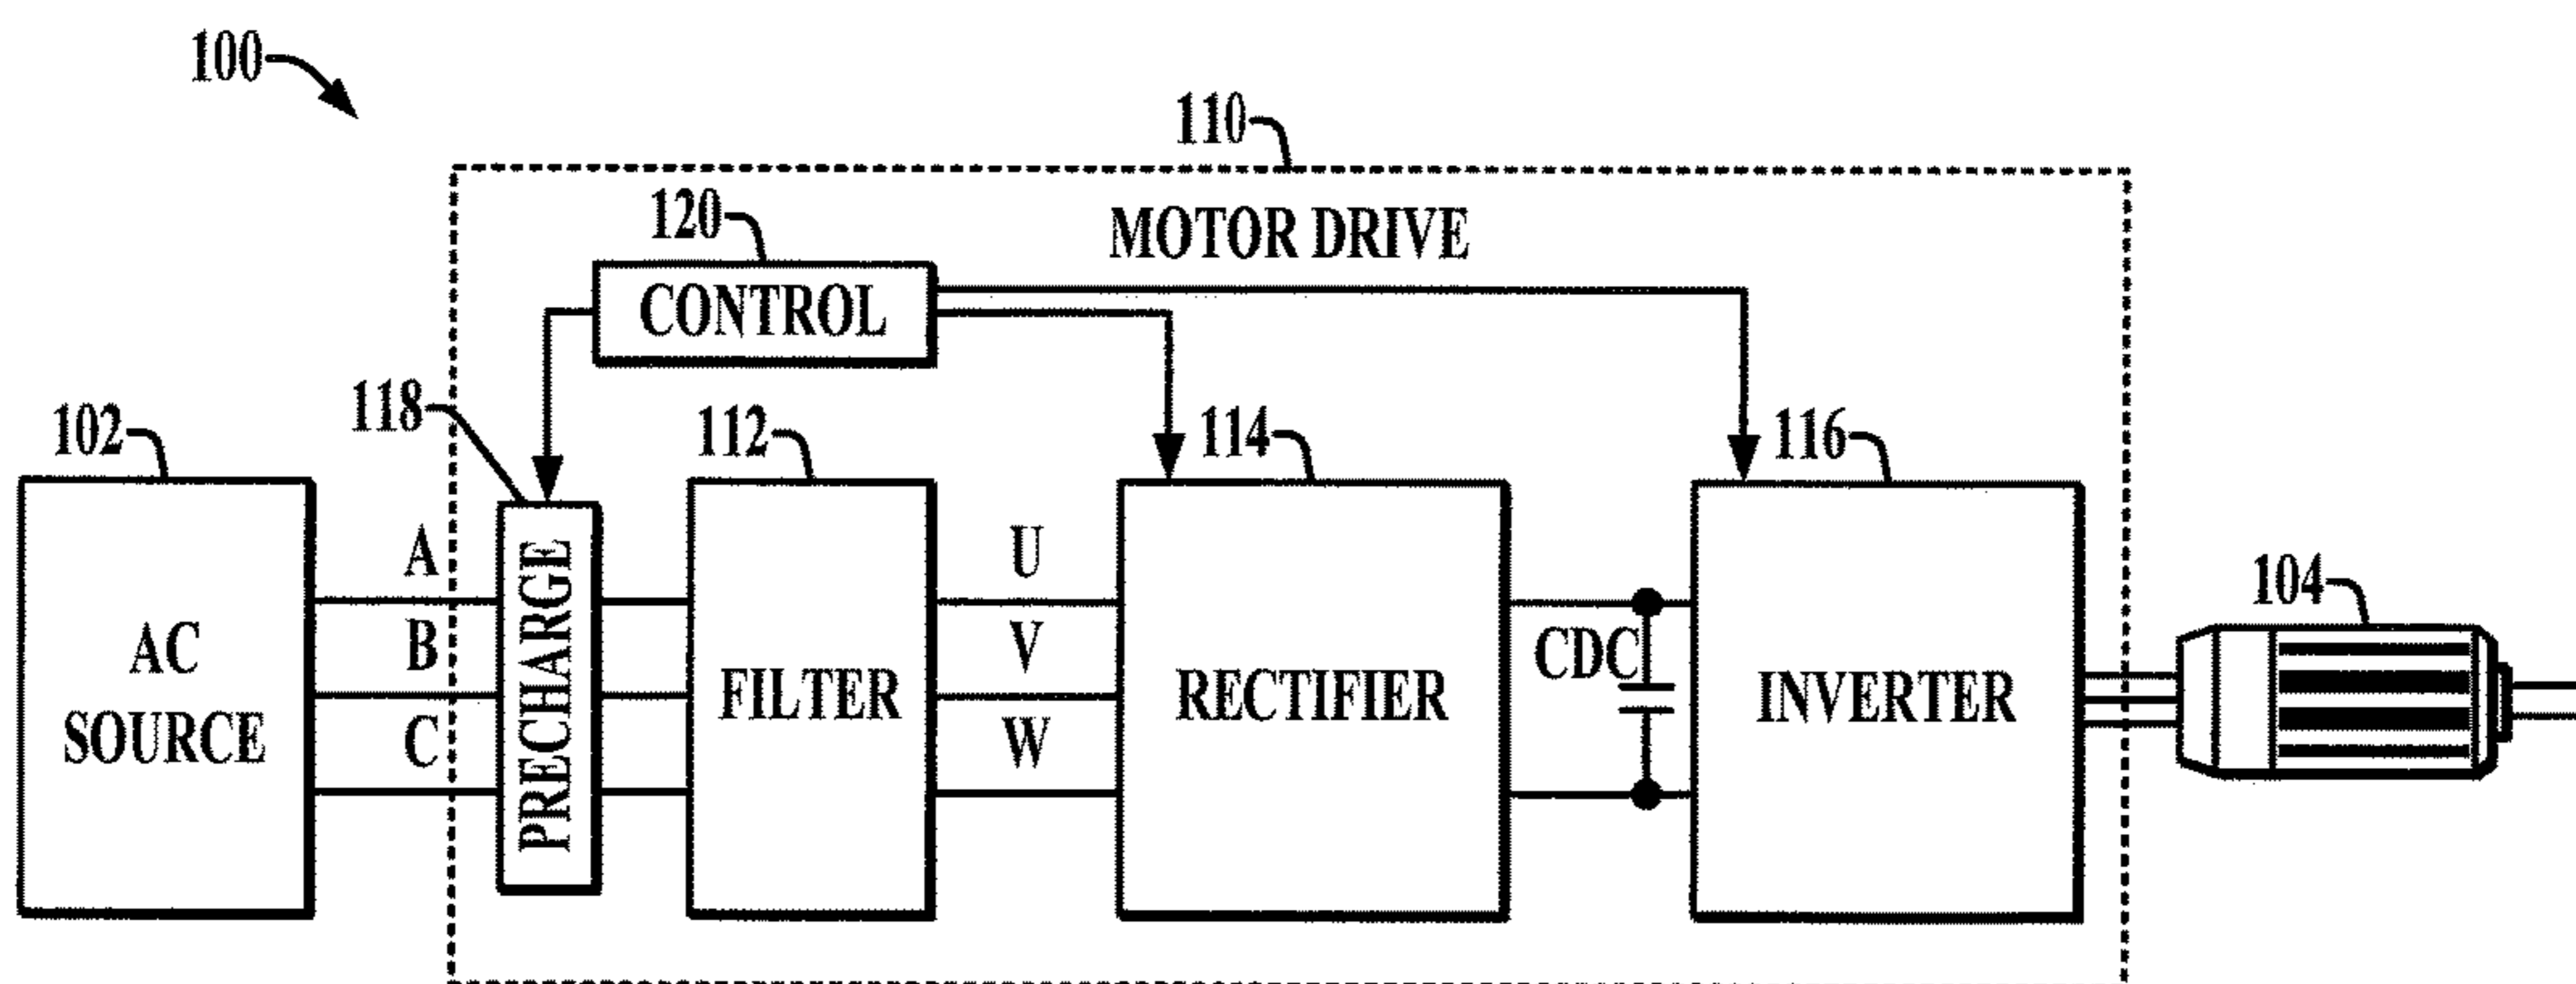 100
110
120
MOTOR DRIVE
CONTROL
118
102
112
114
116
A
U
104
B
V
CDC
AC
SOURCE
PRECHARGE
FILTER
RECTIFIER
INVERTER
C
W